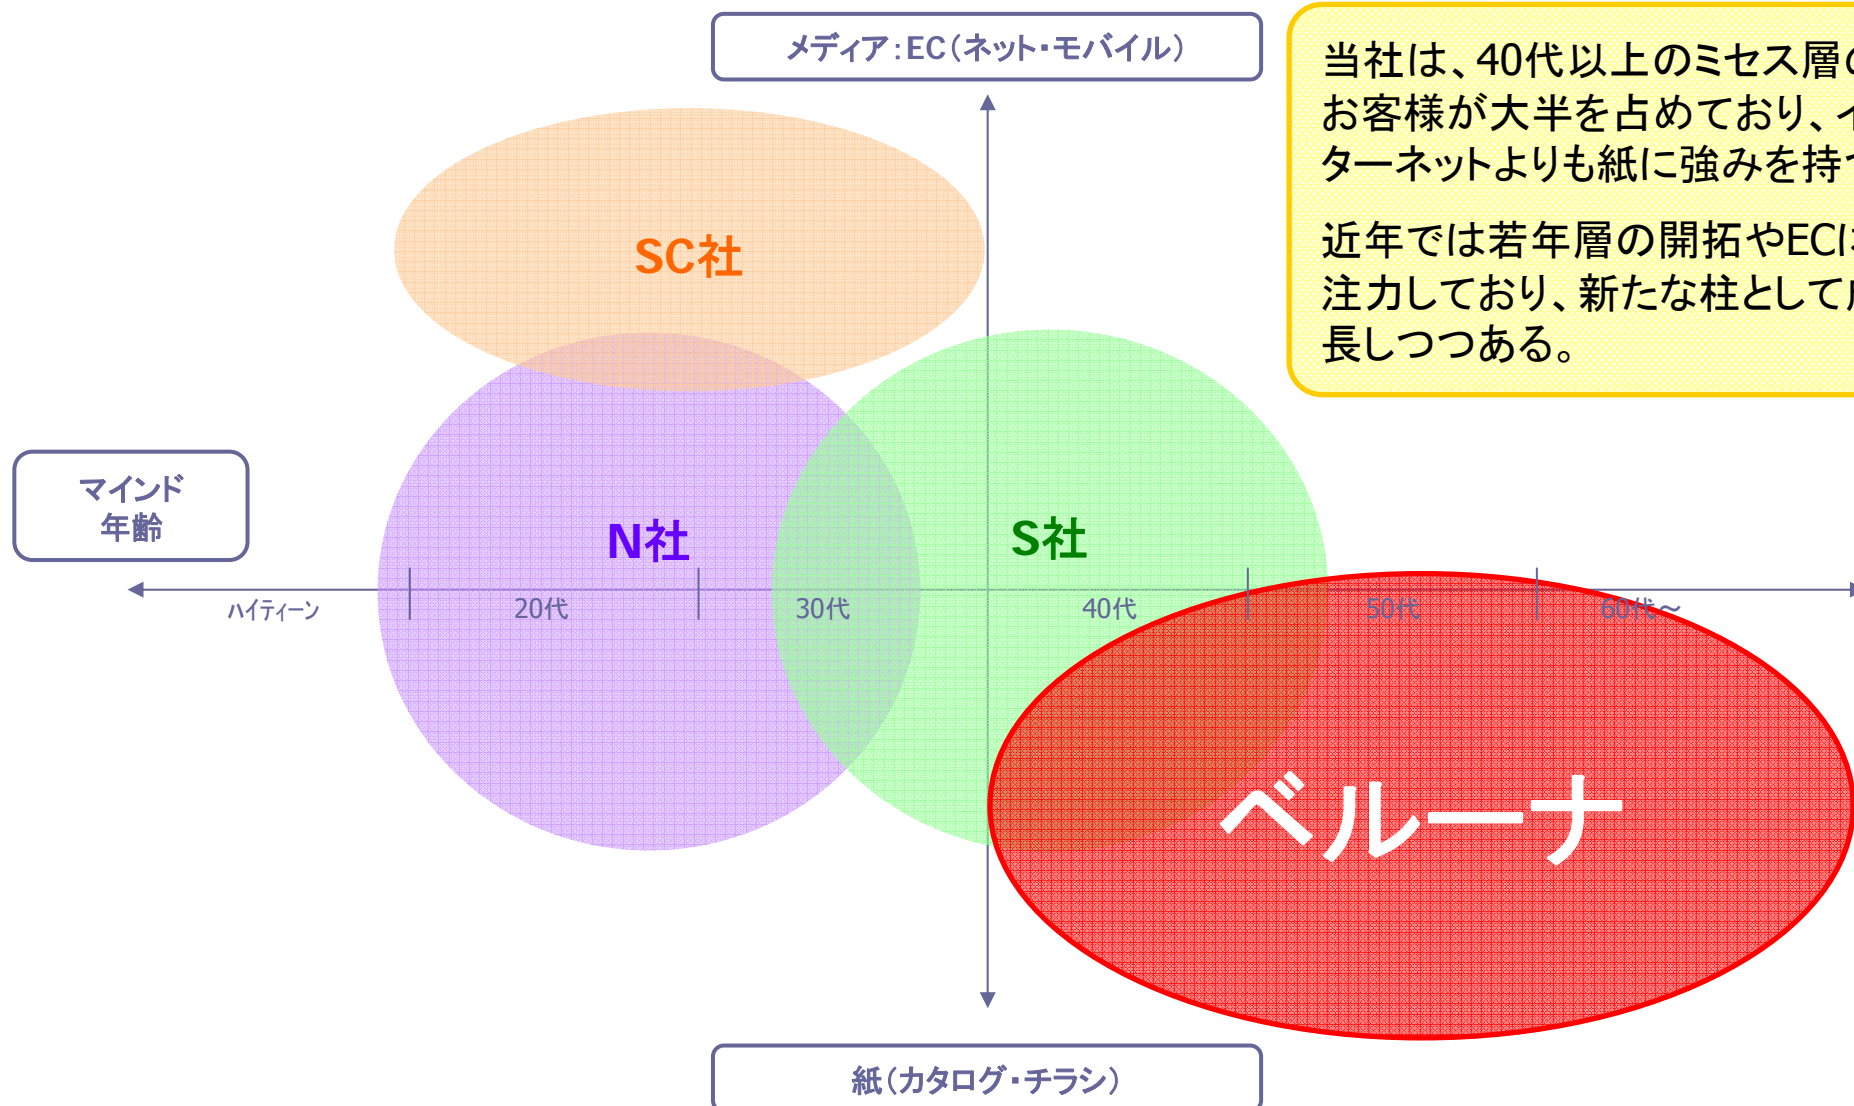 メディア:EC(ネット・モバイル)
当社は、40代以上のミセス層
お客様が大半を占めており、
ターネットよりも紙に強みを持
近年では若年層の開拓やEC
注力しており、新たな柱として
長しつつある。
SC社
マインド
年齢
N社
S社
ハイティーン
20代
30代
40代
50代
60代~
ベルーナ
紙(カタログ・チラシ)